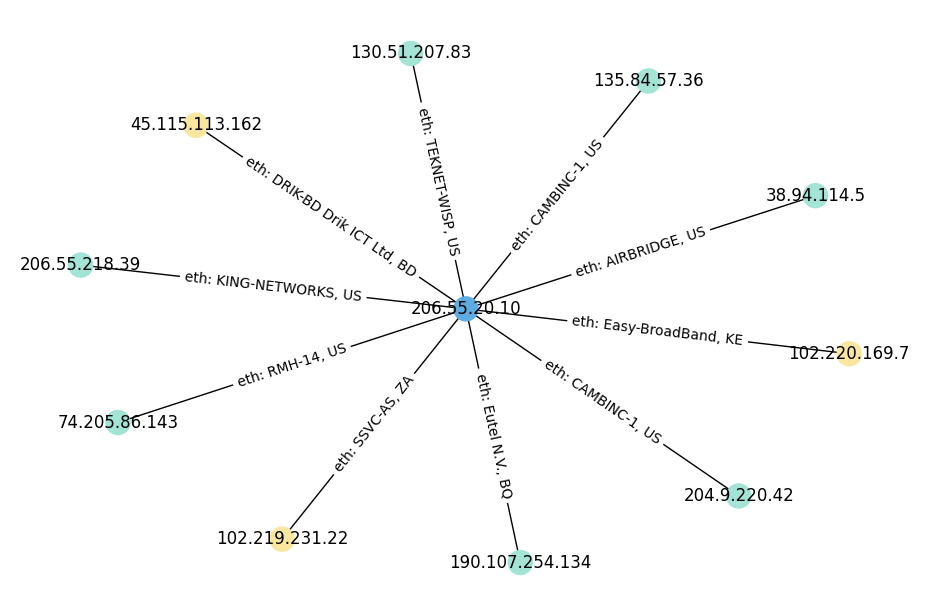 130.51.207.83
135.84.57.36
45.115.113.162
eth: TEKNET-WISP, US
eth: CAMBINC-1, US
eth: DRIK-BD Drik ICT Ltd, BD
38.94.114.5
eth: AIRBRIDGE, US
206.55.218.39
eth: KING-NETWORKS, US
206.55.20.10
eth: Easy-BroadBand, KE
102.220.169.7
eth: RMH-14, US
eth: CAMBINC-1, US
74.205.86.143
eth: SSVC-AS, ZA
eth: Eutel N.V., BQ
204.9.220.42
102.219.231.22
190.107.254.134